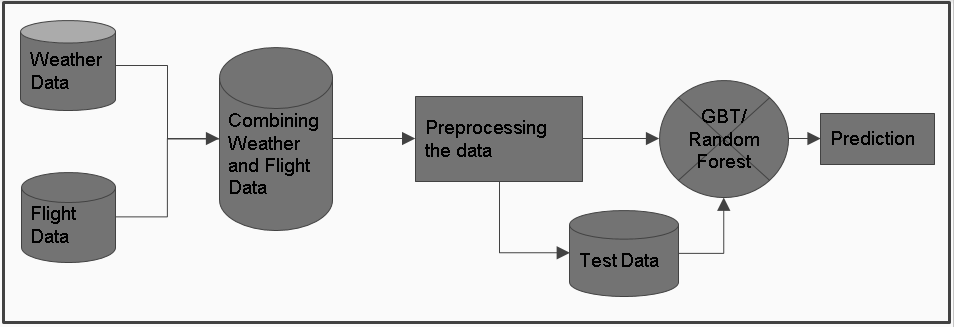 Weather
Data
Flight
Data
Combining
Weather
and Flight
Data
Preprocessing
the data
GBT/
Random
Forest
Prediction
Test Data